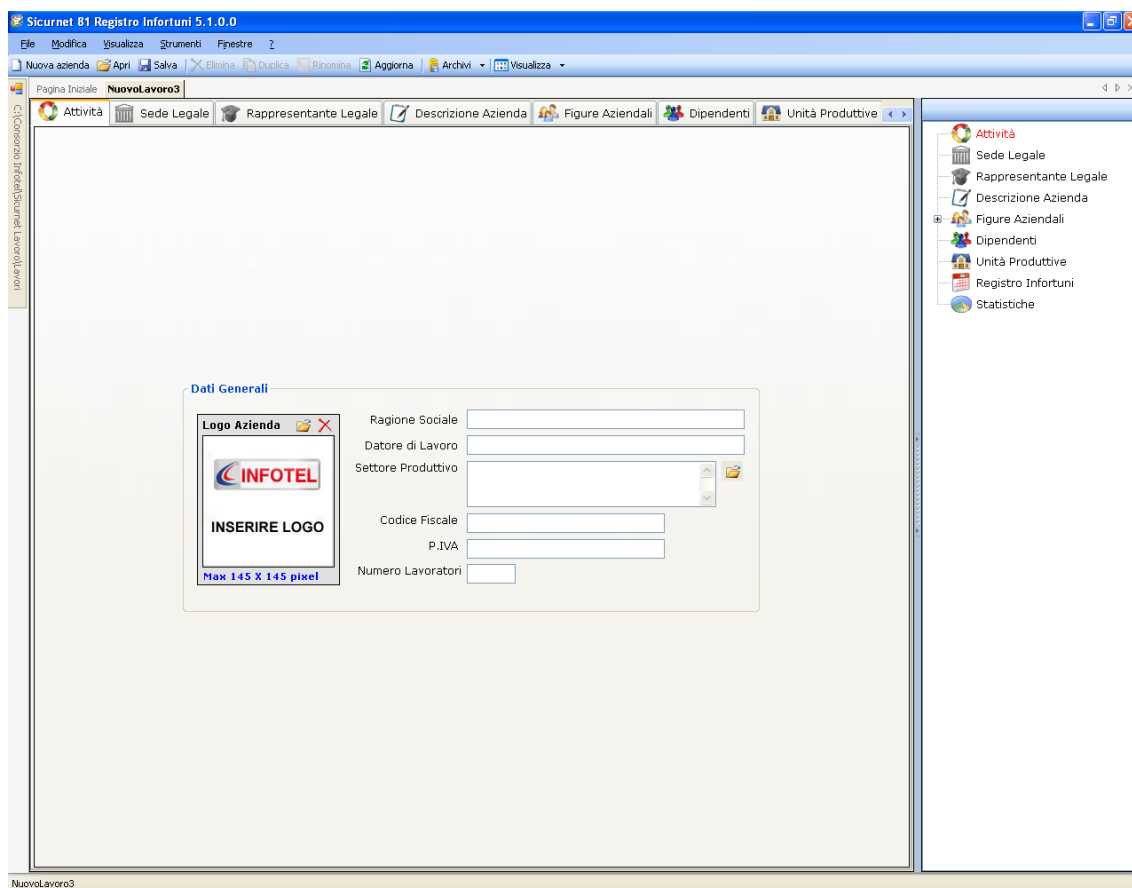 Sicurnet 81 Registro Infortuni 5.1.0.0
File Modifica Visualizza Strumenti Finestre ?
Nuova azienda Apri Salva Elimina Duplica Rinomina Aggiorna Archivi Visualizza
Pagina Iniziale NuovoLavoro3
C:\Consorzio Infotel\Sicurnet Lavoro\Lavori
Attività Sede Legale Rappresentante Legale Descrizione Azienda Figure Aziendali Dipendenti Unità Produttive
Dati Generali
Logo Azienda
INFOTEL
INSERIRE LOGO
Max 145 X 145 pixel
Ragione Sociale
Datore di Lavoro
Settore Produttivo
Codice Fiscale
P.IVA
Numero Lavoratori
Attività
Sede Legale
Rappresentante Legale
Descrizione Azienda
Figure Aziendali
Dipendenti
Unità Produttive
Registro Infortuni
Statistiche
NuovoLavoro3